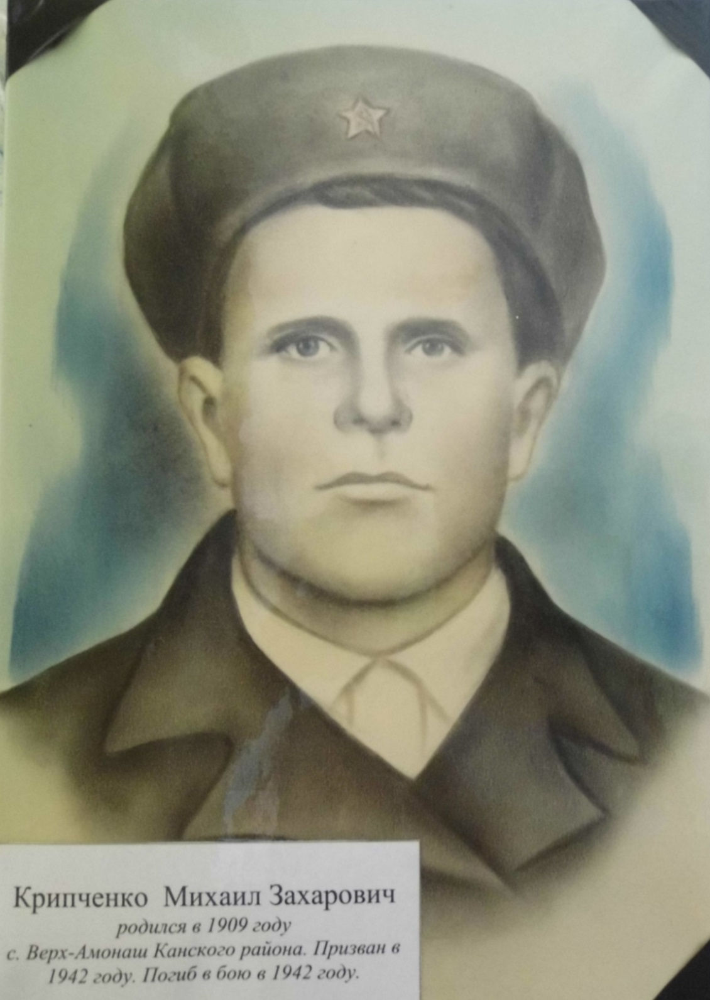 Крипченко Михаил Захарович
родился в 1909 году
с. Верх-Амонаш Канского района. Призван в
1942 году. Погиб в бою в 1942 году.